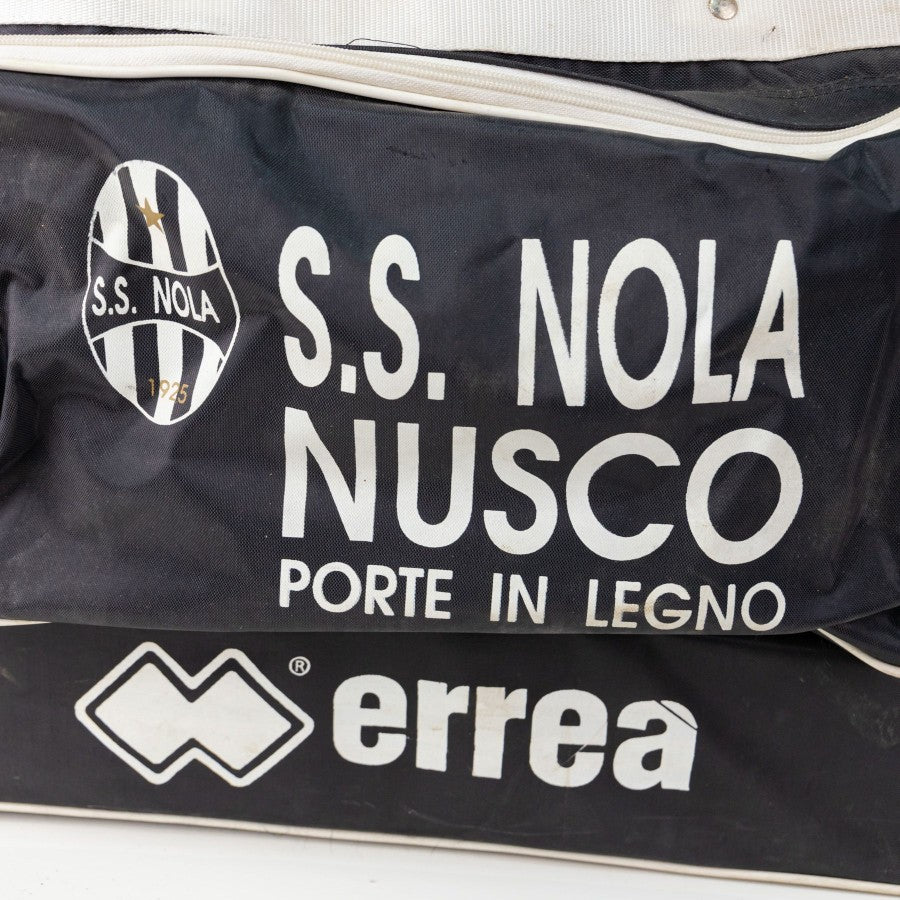 S.S. NOLA
1925
S.S. NOLA
NUSCO
PORTE IN LEGNO
® errea